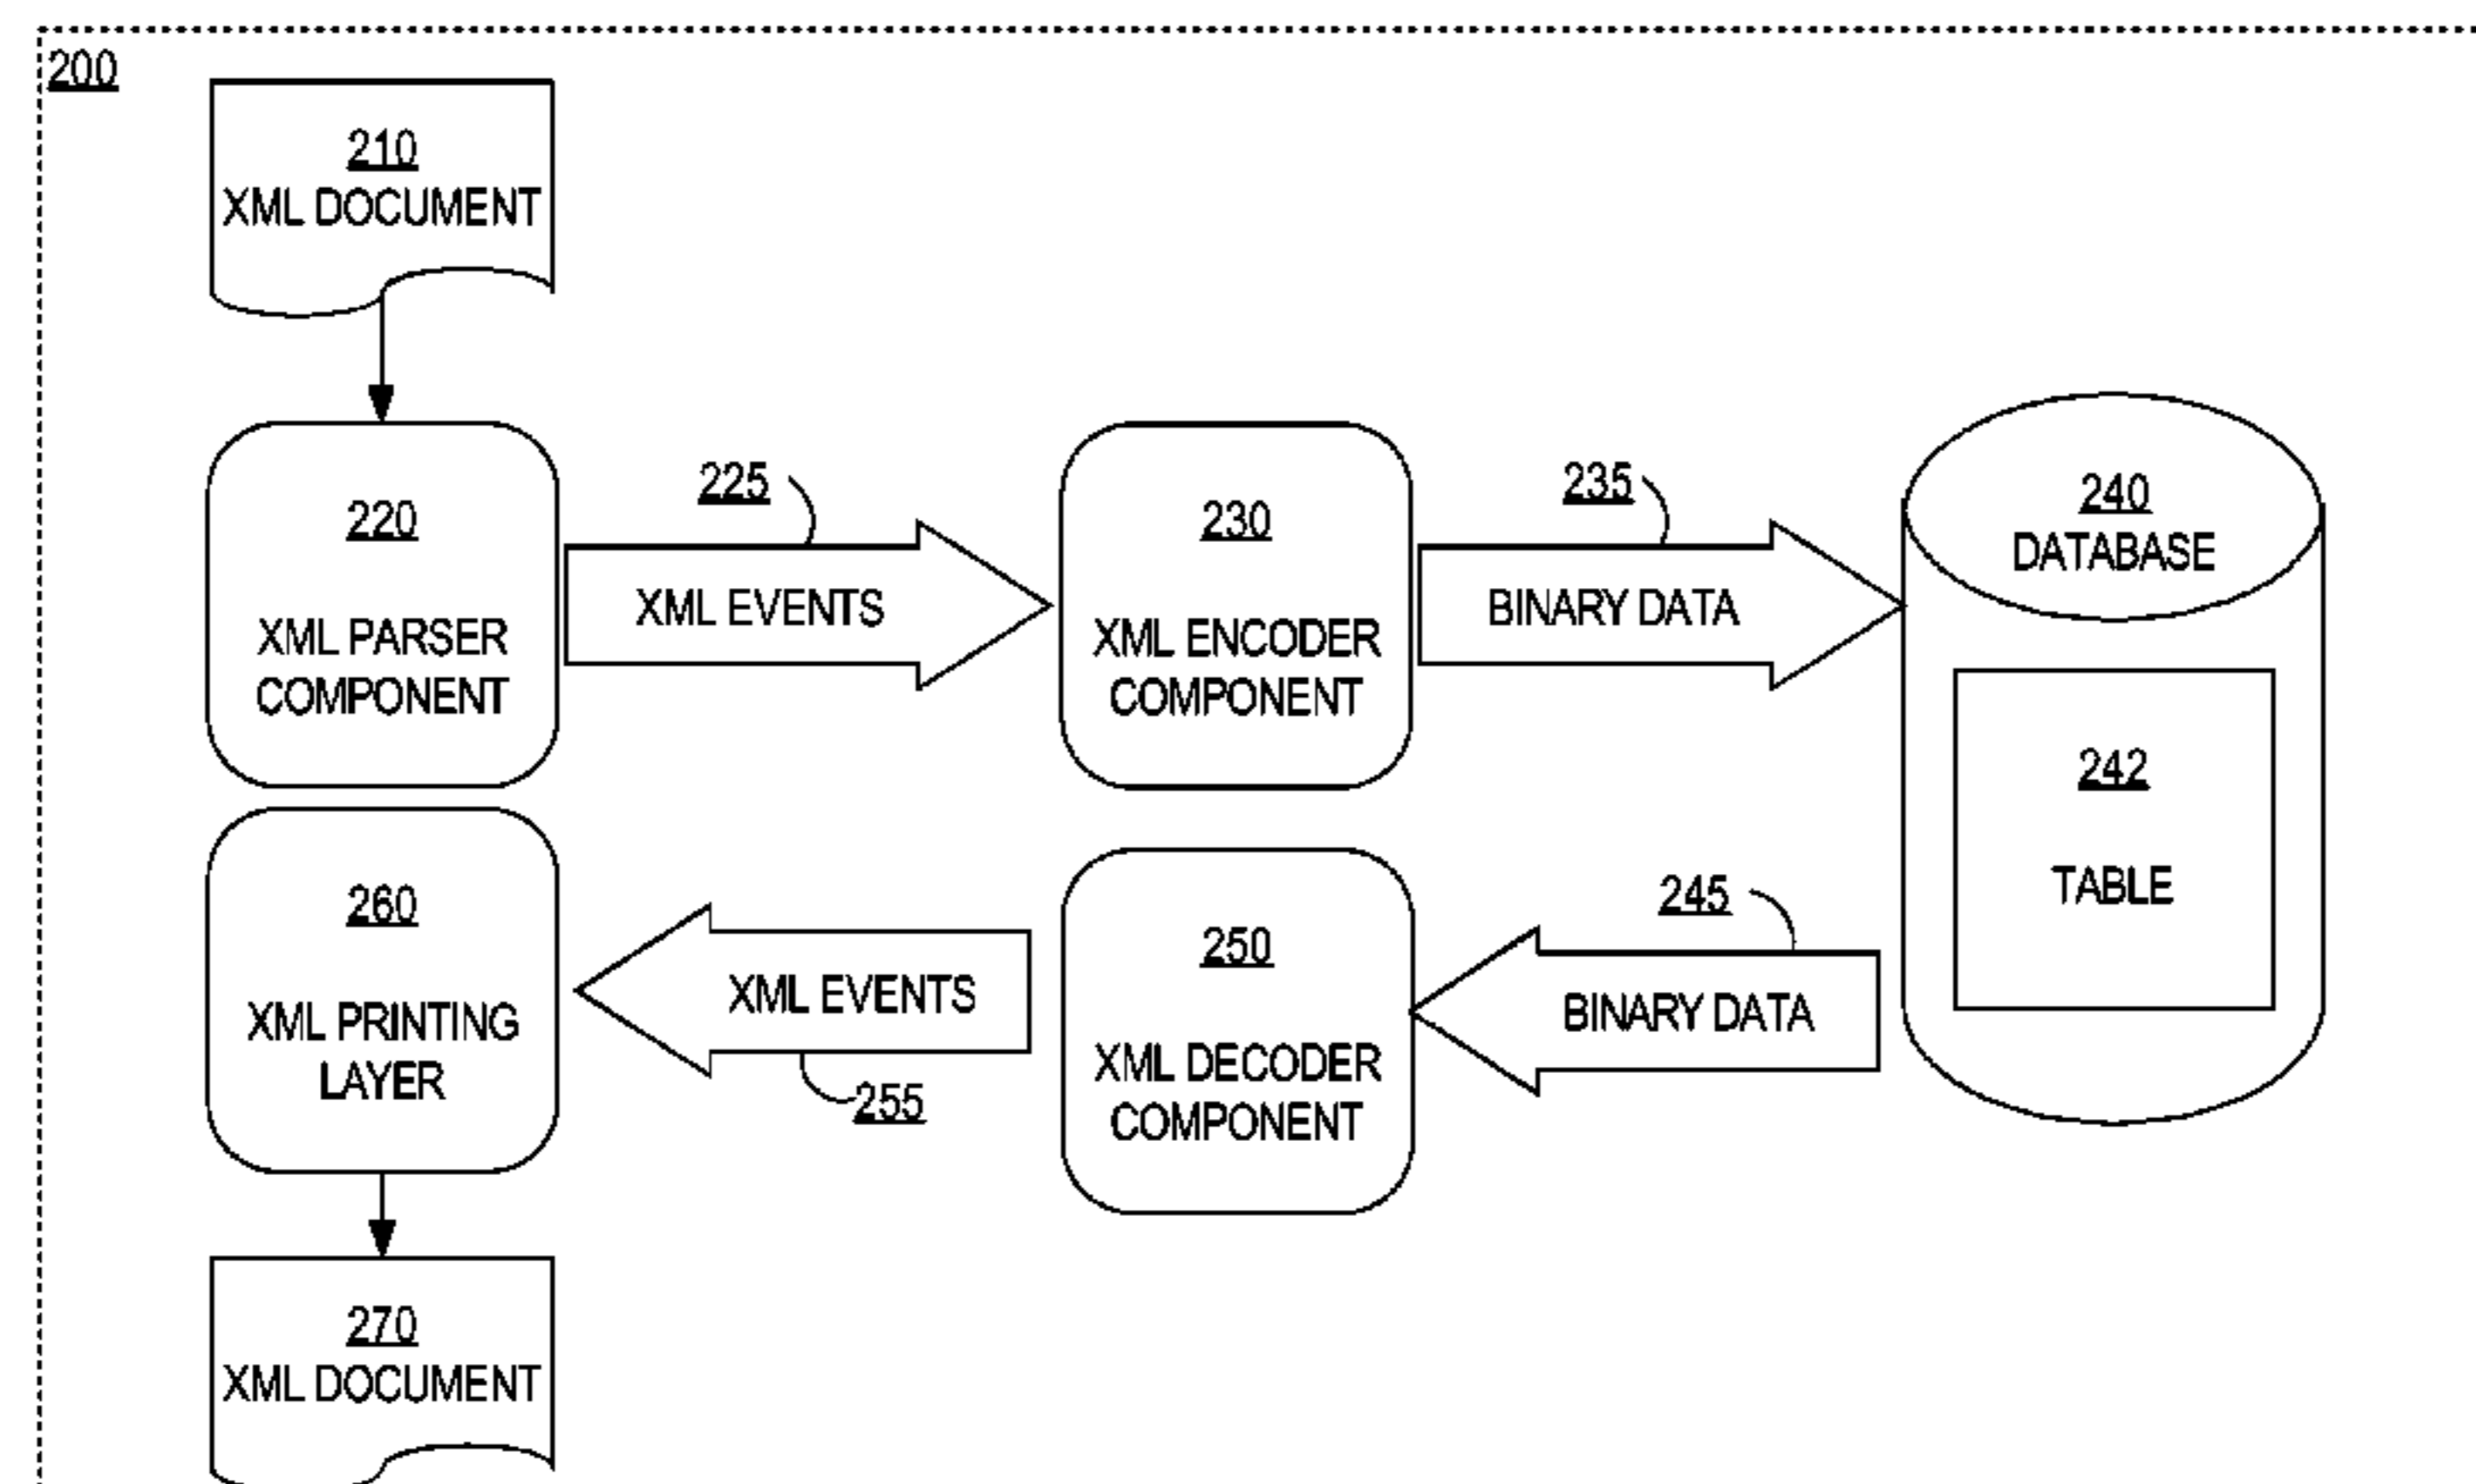 200
210
XML DOCUMENT
220
XML PARSER
COMPONENT
225
XML EVENTS
230
XML ENCODER
COMPONENT
235
BINARY DATA
240
DATABASE
242
TABLE
245
BINARY DATA
250
XML DECODER
COMPONENT
XML EVENTS
255
260
XML PRINTING
LAYER
270
XML DOCUMENT